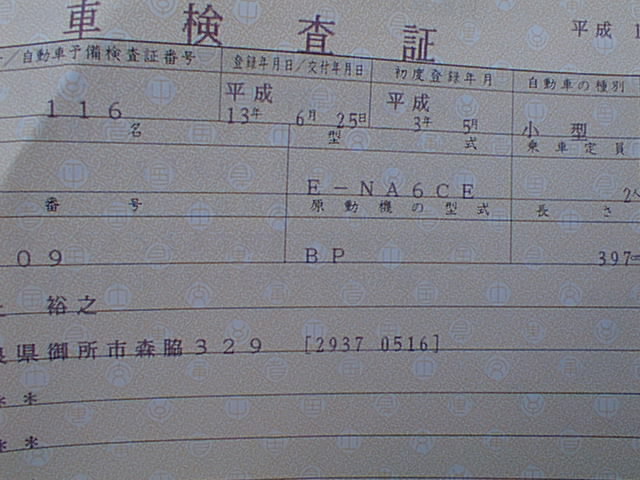 車検査証
平成 1
／自動車予備検査証番号 登録年月日／交付年月日 初度登録年月 自動車の種別
116 平成 13年 6月 25日 平成 3年 5月 小型
名 型式 乗車定員
E－NA6CE 2人
番号 原動機の型式 長さ
09 BP 397
裕之
県御所市森脇329 [2937 0516]
＊＊
＊＊